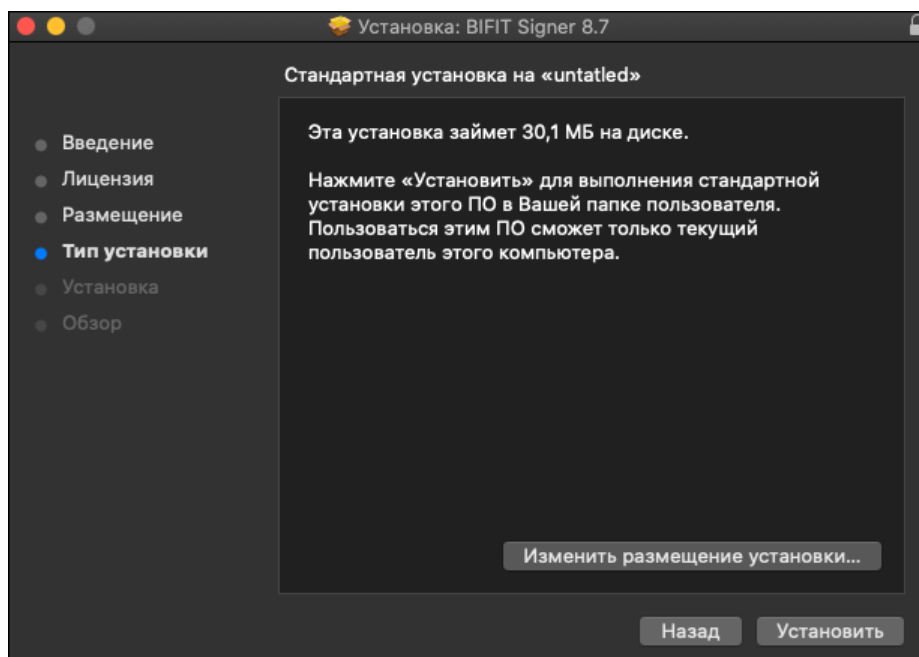 Установка: BIFIT Signer 8.7
Стандартная установка на «untatled»
Введение
Лицензия
Размещение
Тип установки
Установка
Обзор
Эта установка займет 30,1 МБ на диске.
Нажмите «Установить» для выполнения стандартной
установки этого ПО в Вашей папке пользователя.
Пользоваться этим ПО сможет только текущий
пользователь этого компьютера.
Изменить размещение установки...
Назад
Установить